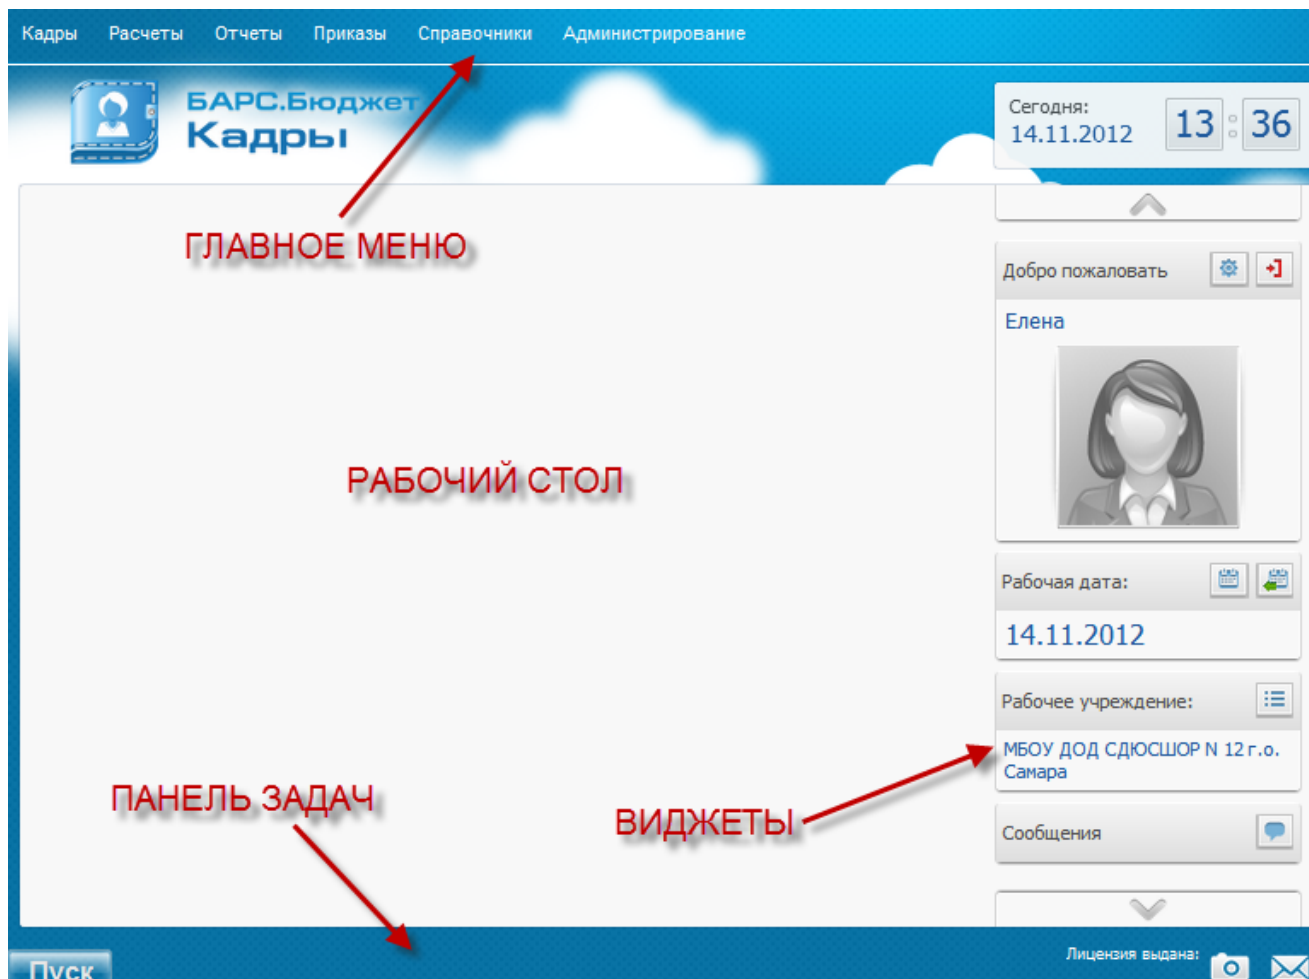 Кадры Расчеты Отчеты Приказы Справочники Администрирование
БАРС.Бюджет
Кадры
Сегодня:
14.11.2012
13 : 36
ГЛАВНОЕ МЕНЮ
Добро пожаловать
Елена
РАБОЧИЙ СТОЛ
Рабочая дата:
14.11.2012
Рабочее учреждение:
МБОУ ДОД СДЮСШОР N 12 г.о.
Самара
ПАНЕЛЬ ЗАДАЧ
ВИДЖЕТЫ
Сообщения
Лицензия выдана:
Пуск